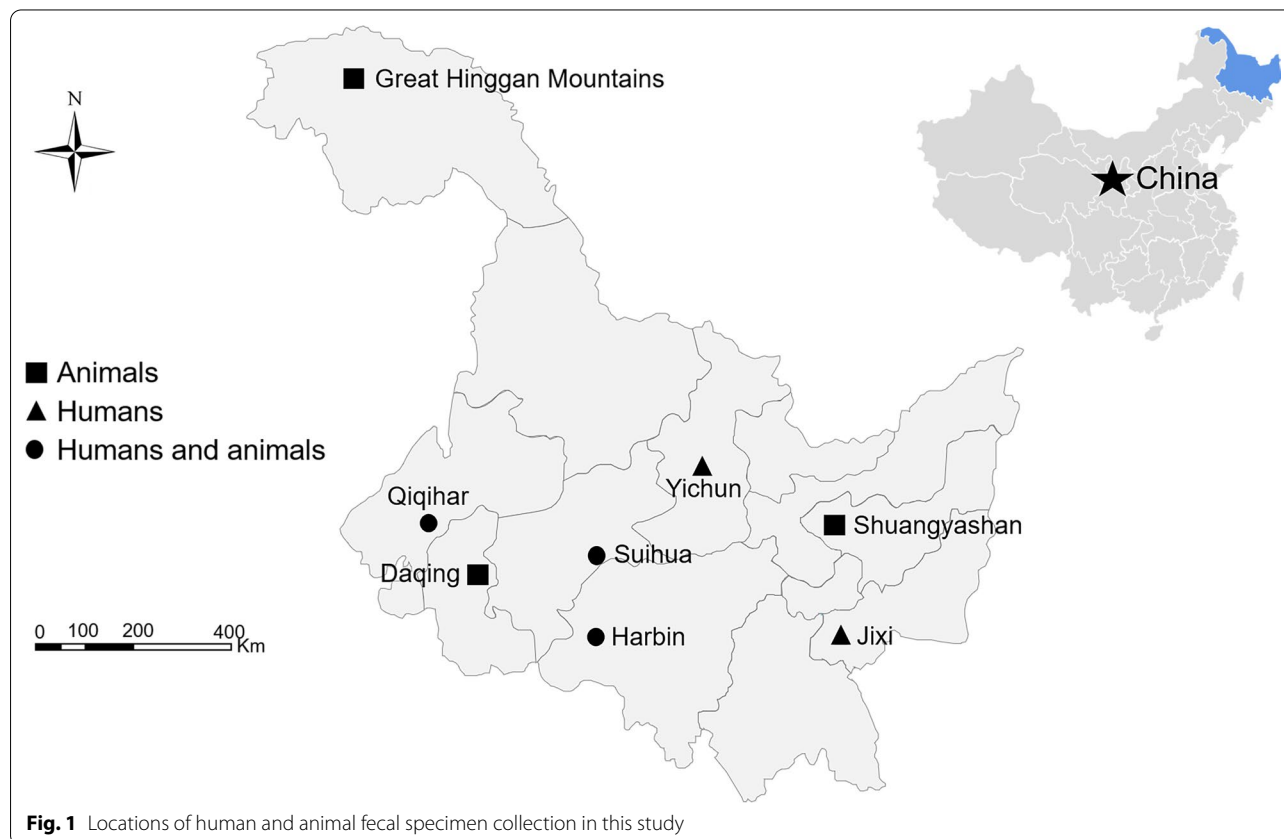 Great Hinggan Mountains
N
China
Animals
Humans
Humans and animals
Yichun
Qiqihar
Shuangyashan
Suihua
Daqing
Harbin
Jixi
0 100 200 400
Km
Fig. 1 Locations of human and animal fecal specimen collection in this study